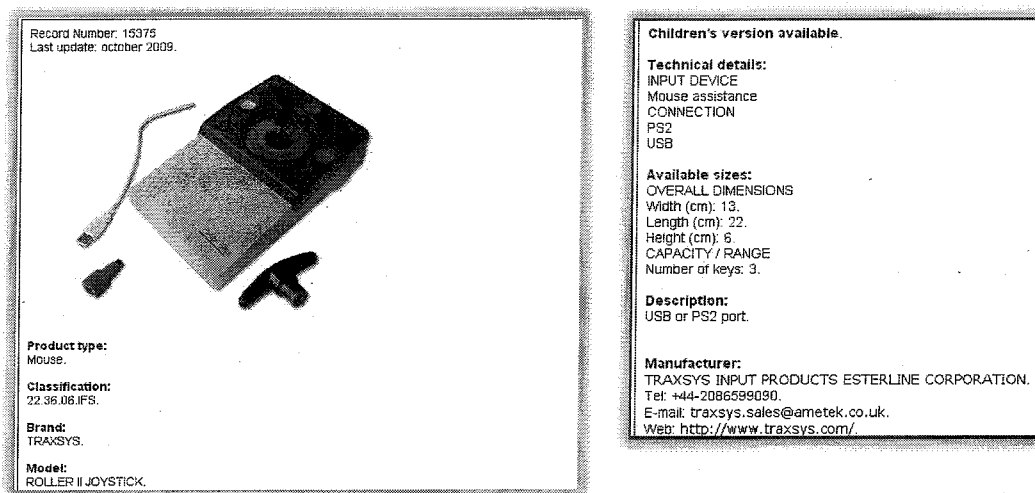 Record Number: 15375
Last update: october 2009.
Product type:
Mouse.
Classification:
22.36.06.IFS.
Brand:
TRAXSYS.
Model:
ROLLER II JOYSTICK.
Children's version available.
Technical details:
INPUT DEVICE
Mouse assistance
CONNECTION
PS2
USB
Available sizes:
OVERALL DIMENSIONS
Width (cm): 13.
Length (cm): 22.
Height (cm): 6.
CAPACITY / RANGE
Number of keys: 3.
Description:
USB or PS2 port.
Manufacturer:
TRAXSYS INPUT PRODUCTS ESTERLINE CORPORATION.
Tel: +44-2086599090.
E-mail: traxsys.sales@ametek.co.uk.
Web: http://www.traxsys.com/.